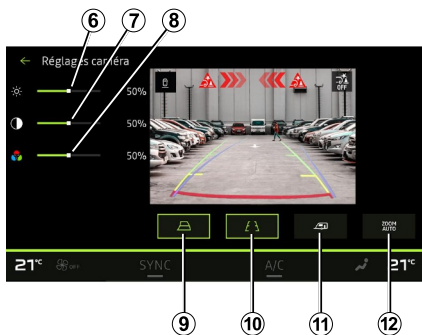 6 7 8
← Réglages caméra
OFF
50%
50%
50%
ZOOM AUTO
21°C OFF SYNC A/C 21°C
9 10 11 12